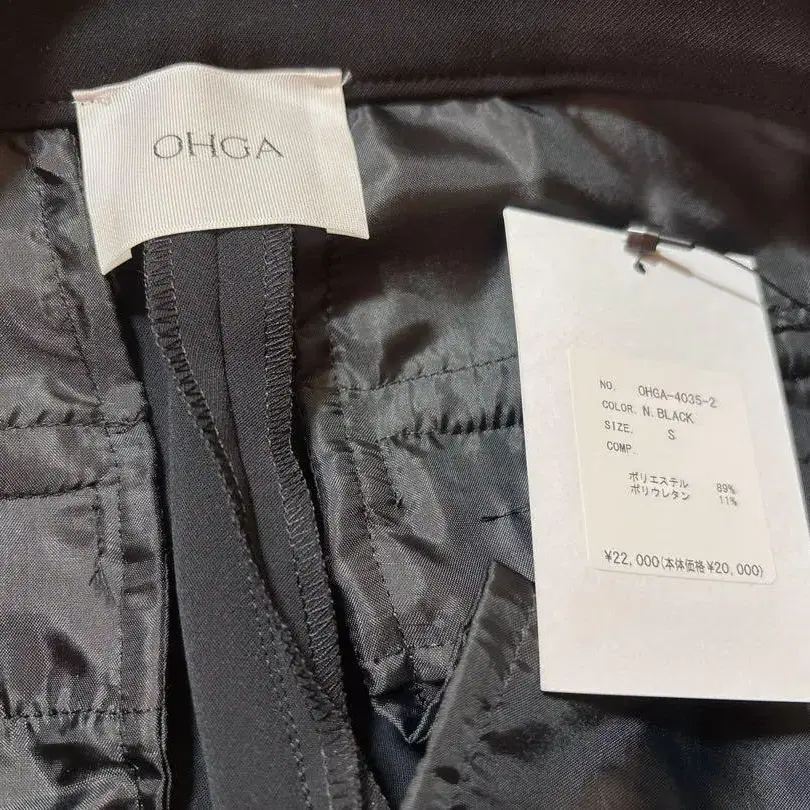 OHGA
NO. OHGA-4035-2
COLOR. N.BLACK
SIZE. S
COMP.
ポリエステル 89%
ポリウレタン 11%
¥22,000(本体価格¥20,000)